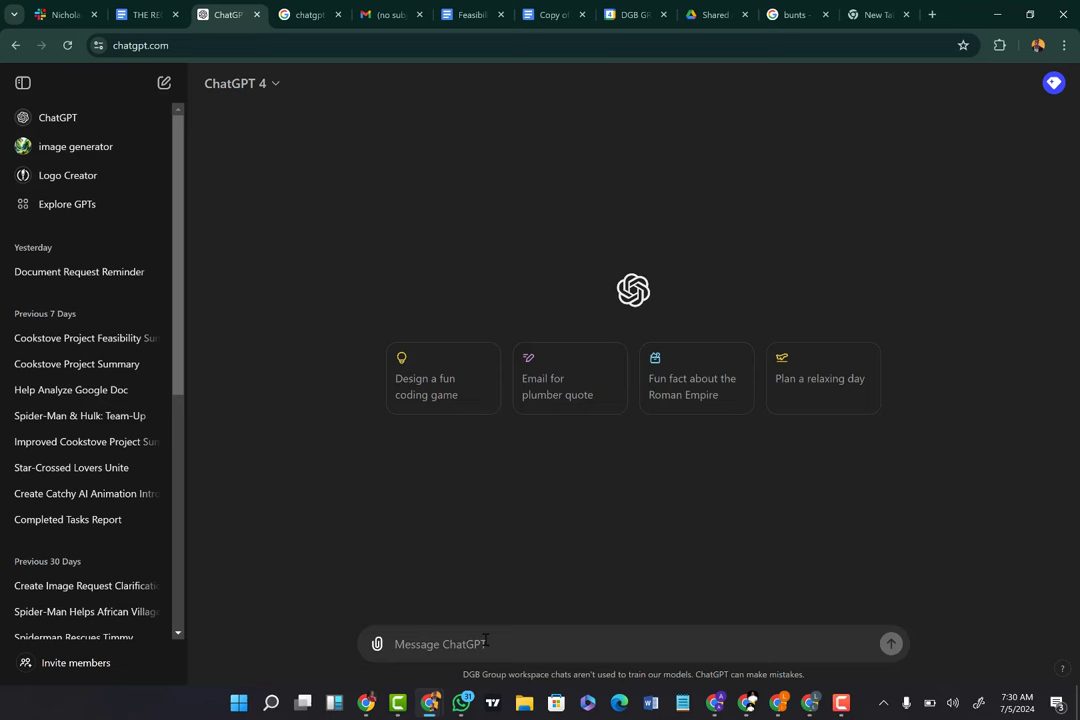 Nichola
THE RE
ChatGP
chatgpt
(no sub
Feasibil
Copy of
DGB GR
Shared
bunts -
New Ta
chatgpt.com
ChatGPT 4
ChatGPT
image generator
Logo Creator
Explore GPTs
Yesterday
Document Request Reminder
Previous 7 Days
Cookstove Project Feasibility Sun
Cookstove Project Summary
Help Analyze Google Doc
Spider-Man & Hulk: Team-Up
Improved Cookstove Project Sun
Star-Crossed Lovers Unite
Create Catchy AI Animation Intro
Completed Tasks Report
Previous 30 Days
Create Image Request Clarificati
Spider-Man Helps African Village
Spiderman Rescues Timmy
Invite members
Design a fun
coding game
Email for
plumber quote
Fun fact about the
Roman Empire
Plan a relaxing day
Message ChatGPT
DGB Group workspace chats aren't used to train our models. ChatGPT can make mistakes.
?
31
7:30 AM
7/5/2024
3